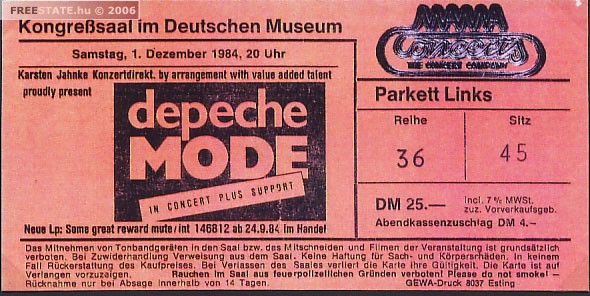 FREESTATE.hu © 2006
Kongreßsaal im Deutschen Museum
Samstag, 1. Dezember 1984, 20 Uhr
Karsten Jahnke Konzertdirekt. by arrangement with value added talent
proudly present
depeche
MODE
IN CONCERT PLUS SUPPORT
Neue Lp: Some great reward mute/int 146812 ab 24.9.84 im Handel
MAMA
Concerts
THE CONCERT COMPANY
Parkett Links
Reihe Sitz
36 45
DM 25.— incl. 7% MWSt.
zuz. Vorverkaufsgeb.
Abendkassenzuschlag DM 4.–
Das Mitnehmen von Tonbandgeräten in den Saal bzw. das Mitschneiden und Filmen der Veranstaltung ist grundsätzlich
verboten. Bei Zuwiderhandlung Verweisung aus dem Saal. Keine Haftung für Sach- und Körperschäden. In keinem
Fall Rückerstattung des Kaufpreises. Bei Verlassen des Saales verliert die Karte ihre Gültigkeit. Die Karte ist auf
Verlangen vorzuzeigen. Rauchen im Saal aus feuerpolizeilichen Gründen verboten! Please do not smoke! –
Rücknahme nur bei Absage innerhalb von 14 Tagen. GEWA-Druck 8037 Esting